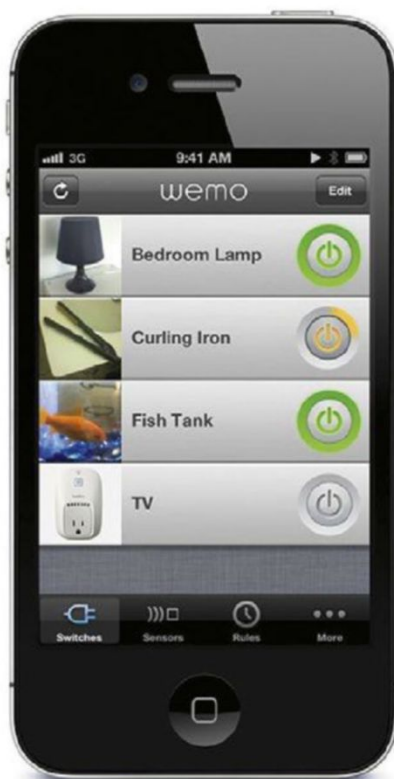 3G 9:41 AM
wemo Edit
Bedroom Lamp
Curling Iron
Fish Tank
TV
Switches Sensors Rules More